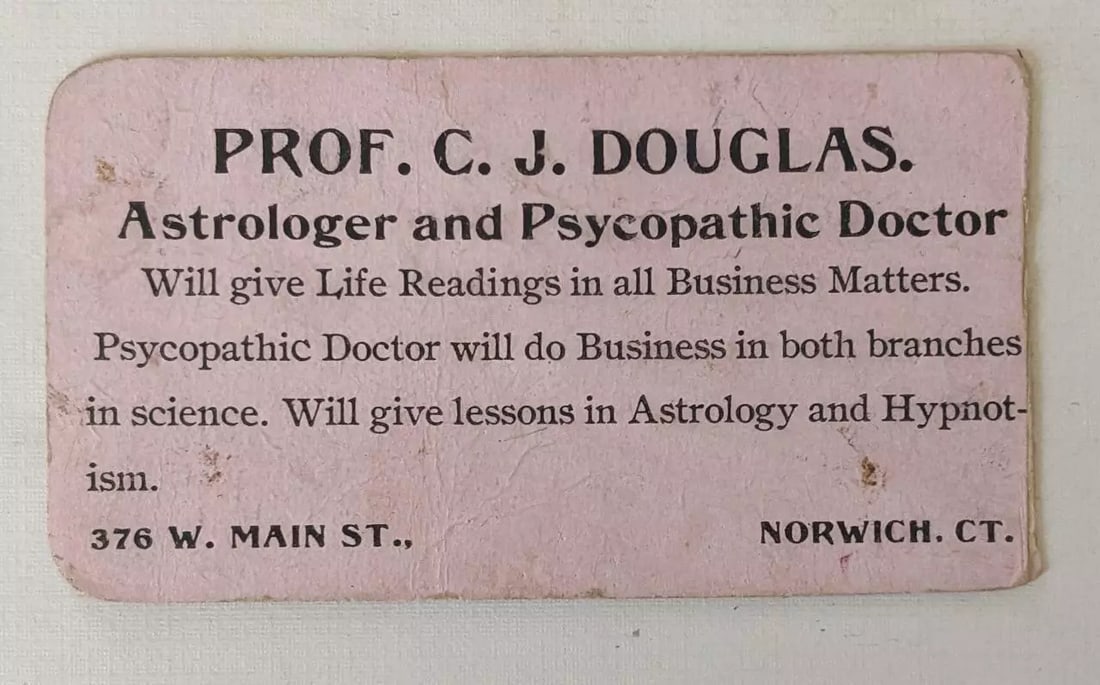 PROF. C. J. DOUGLAS.
Astrologer and Psycopathic Doctor
Will give Life Readings in all Business Matters.
Psycopathic Doctor will do Business in both branches
in science. Will give lessons in Astrology and Hypnot-
ism.
376 W. MAIN ST., NORWICH. CT.